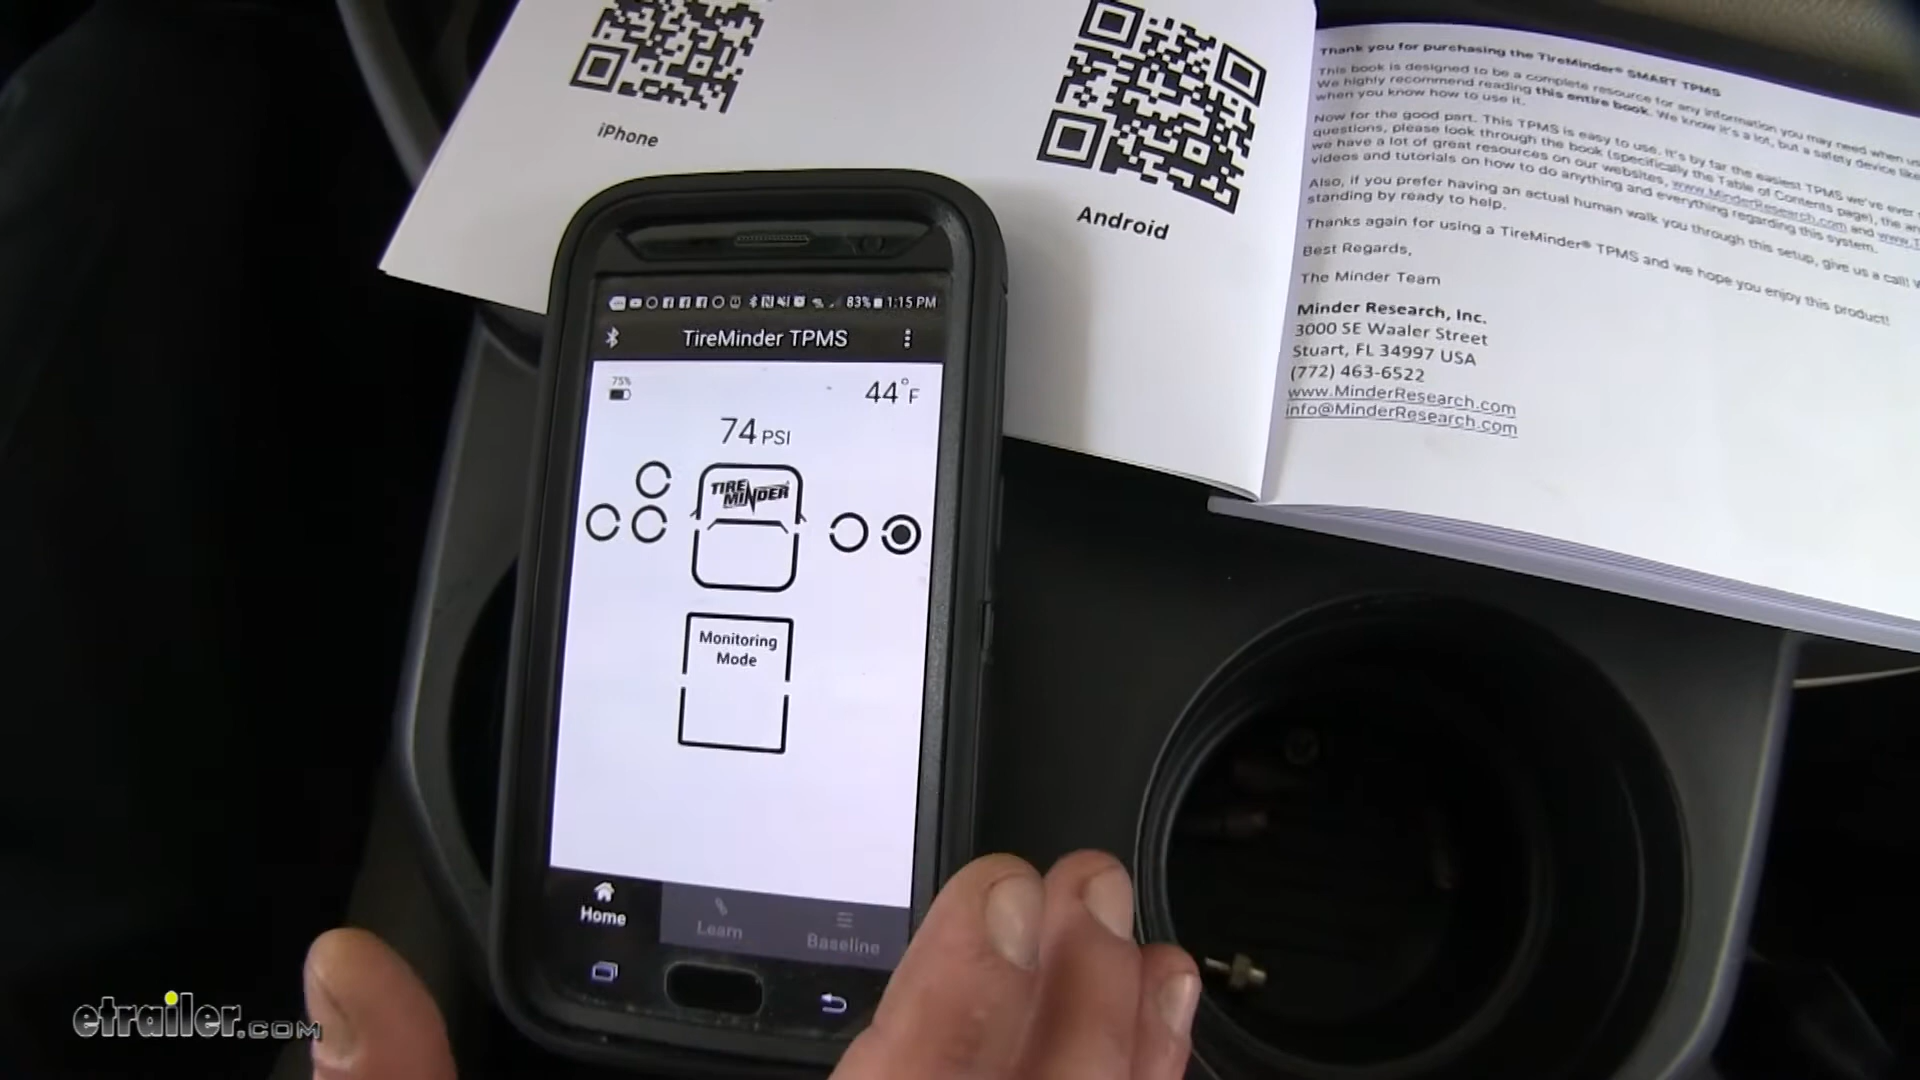 iPhone
Android
Thank you for purchasing the TireMinder® SMART TPMS
This book is designed to be a complete resource for any information you may need when
We highly recommend reading this entire book. We know it's a lot, but a safety device like
when you know how to use it.
Now for the good part. This TPMS is easy to use. It's by far the easiest TPMS we've ever
questions, please look through the book (specifically the Table of Contents page), the
we have a lot of great resources on our websites, www.MinderResearch.com and
videos and tutorials on how to do anything and everything regarding this system.
Also, if you prefer having an actual human walk you through this setup, give us a call!
standing by ready to help.
Thanks again for using a TireMinder® TPMS and we hope you enjoy this product!
Best Regards,
The Minder Team
Minder Research, Inc.
3000 SE Waaler Street
Stuart, FL 34997 USA
(772) 463-6522
www.MinderResearch.com
info@MinderResearch.com
83% 1:15 PM
TireMinder TPMS
75%
44°F
74 PSI
TIRE
MINDER
Monitoring
Mode
Home
Learn
Baseline
etrailer.com